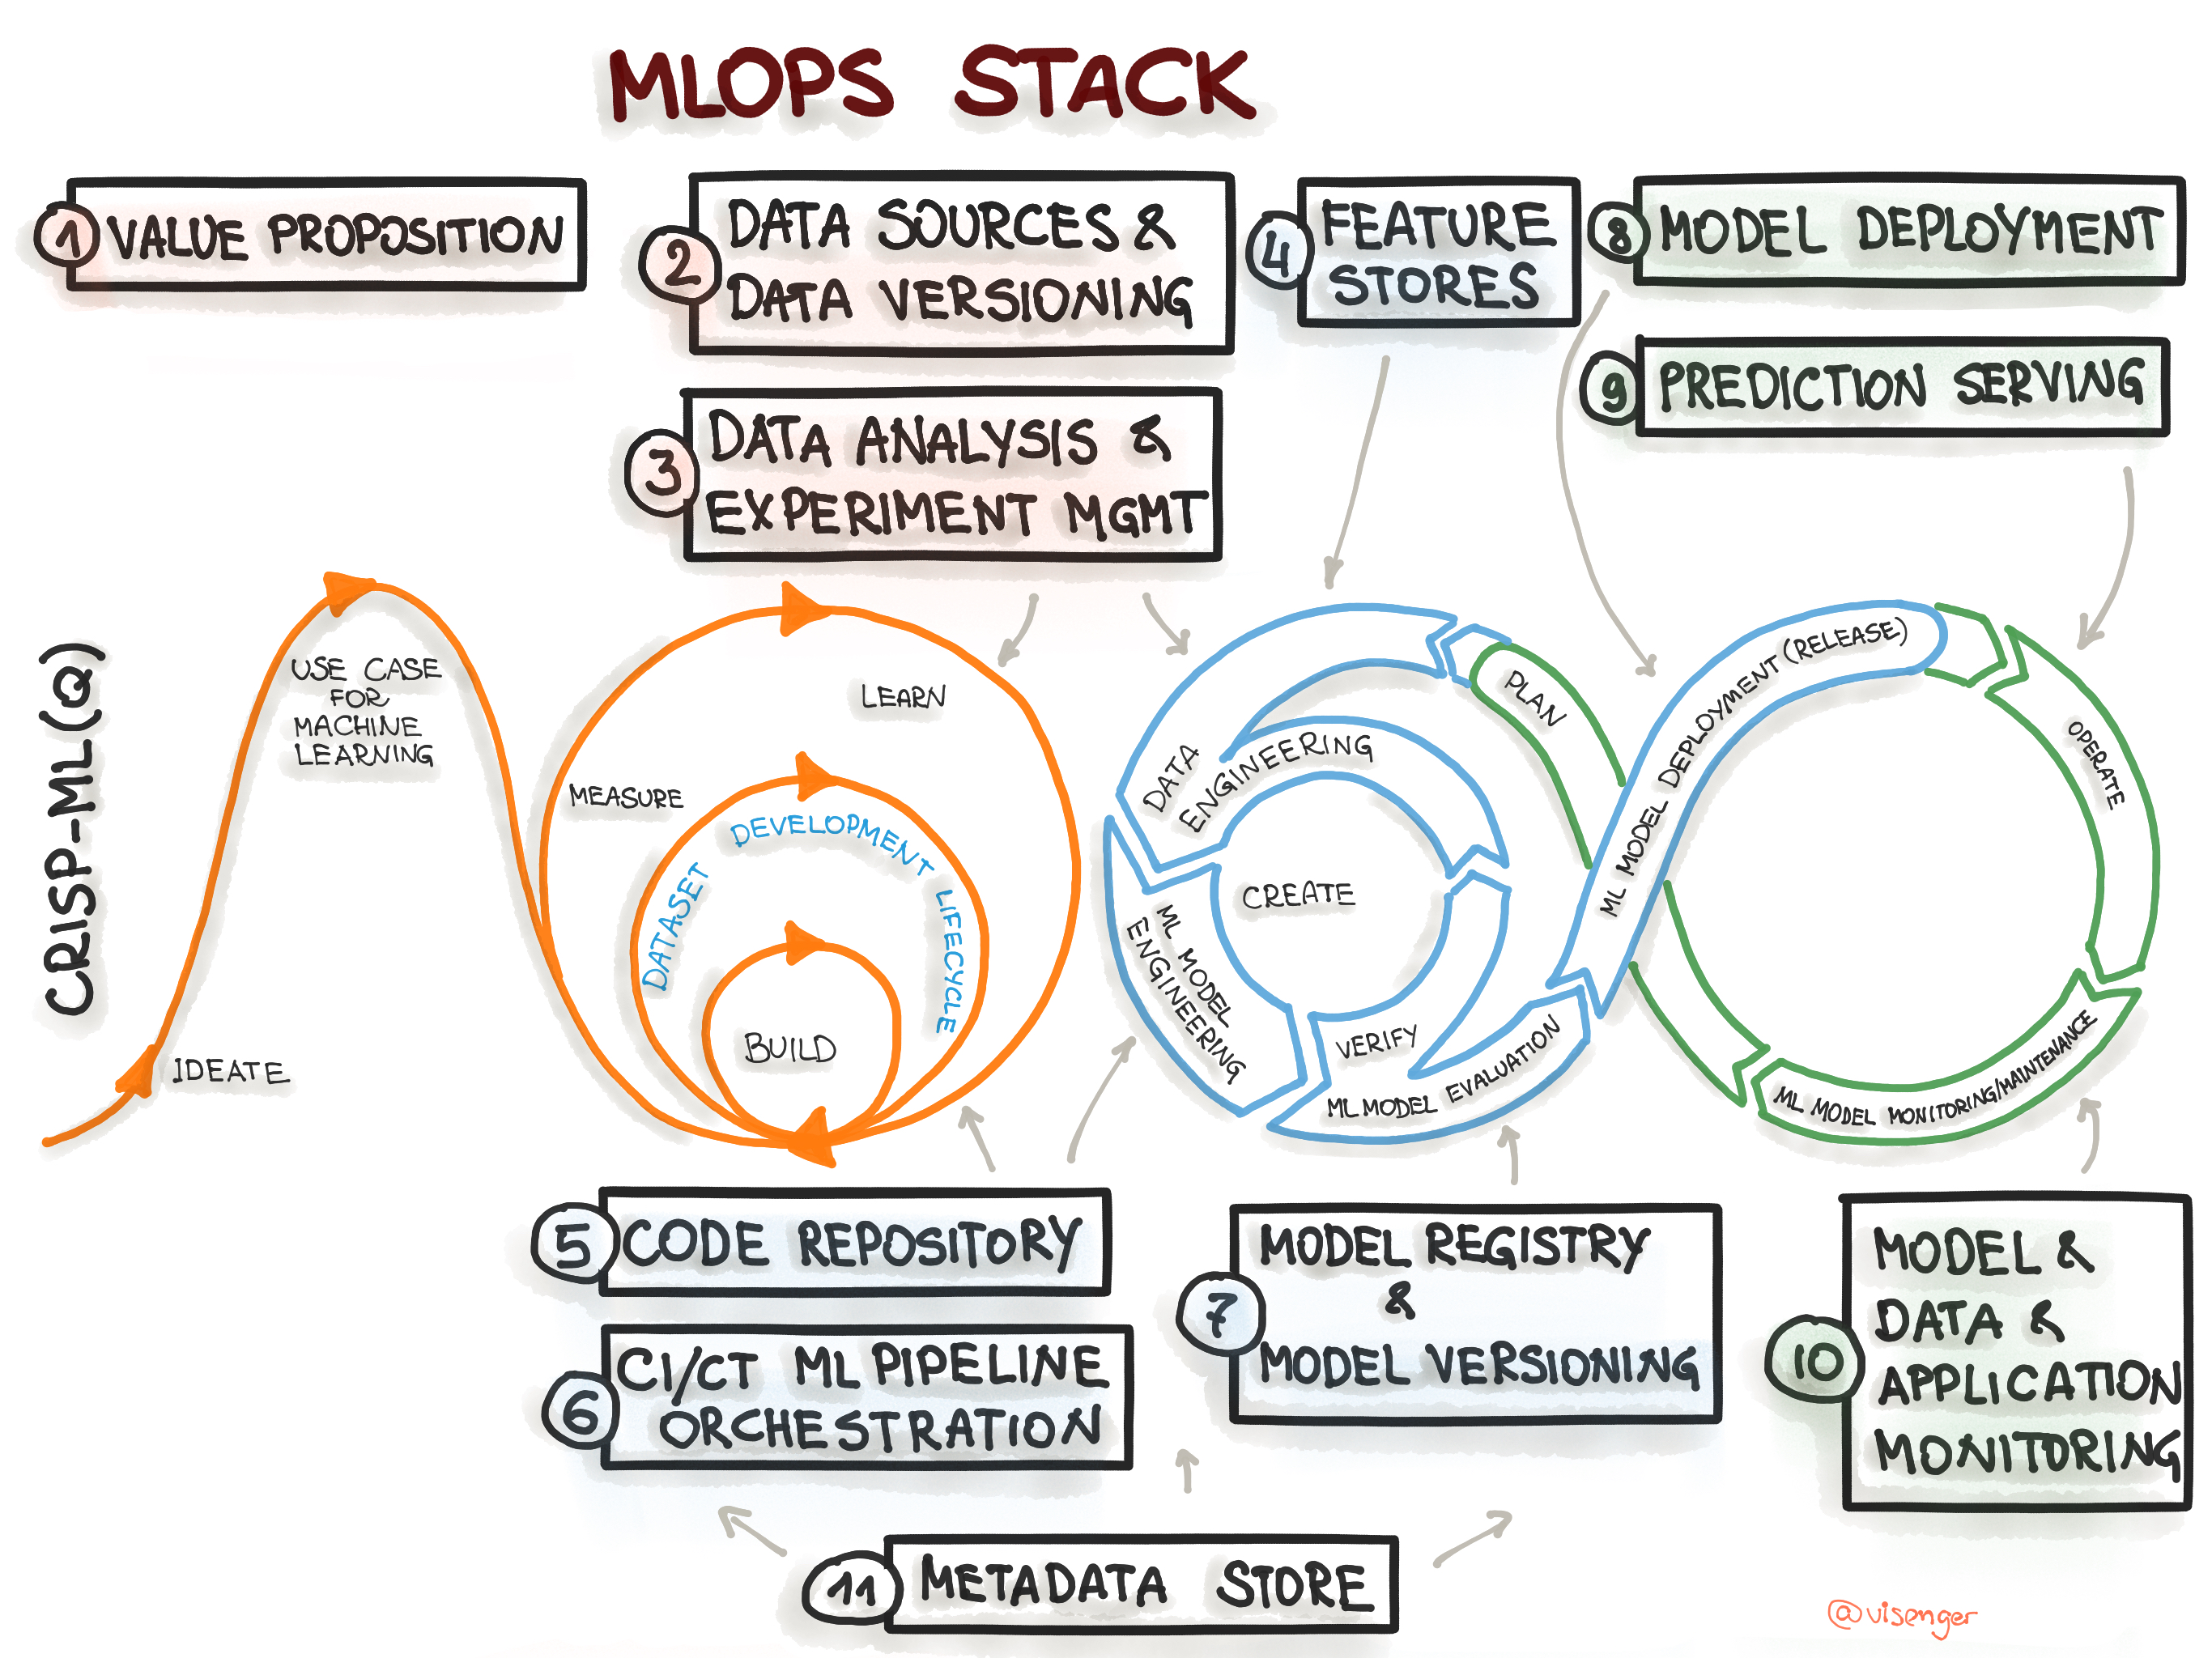 MLOPS STACK
1 VALUE PROPOSITION
2 DATA SOURCES &
DATA VERSIONING
3 DATA ANALYSIS &
EXPERIMENT MGMT
4 FEATURE
STORES
8 MODEL DEPLOYMENT
9 PREDICTION SERVING
CRISP-ML(Q)
IDEATE
USE CASE
FOR
MACHINE
LEARNING
MEASURE
LEARN
DATASET DEVELOPMENT LIFECYCLE
BUILD
DATA
ENGINEERING
PLAN
CREATE
ML MODEL
ENGINEERING
VERIFY
ML MODEL EVALUATION
ML MODEL DEPLOYMENT (RELEASE)
OPERATE
ML MODEL MONITORING/MAINTENANCE
5 CODE REPOSITORY
6 CI/CT ML PIPELINE
ORCHESTRATION
7 MODEL REGISTRY
&
MODEL VERSIONING
10 MODEL &
DATA &
APPLICATION
MONITORING
11 METADATA STORE
@visenger